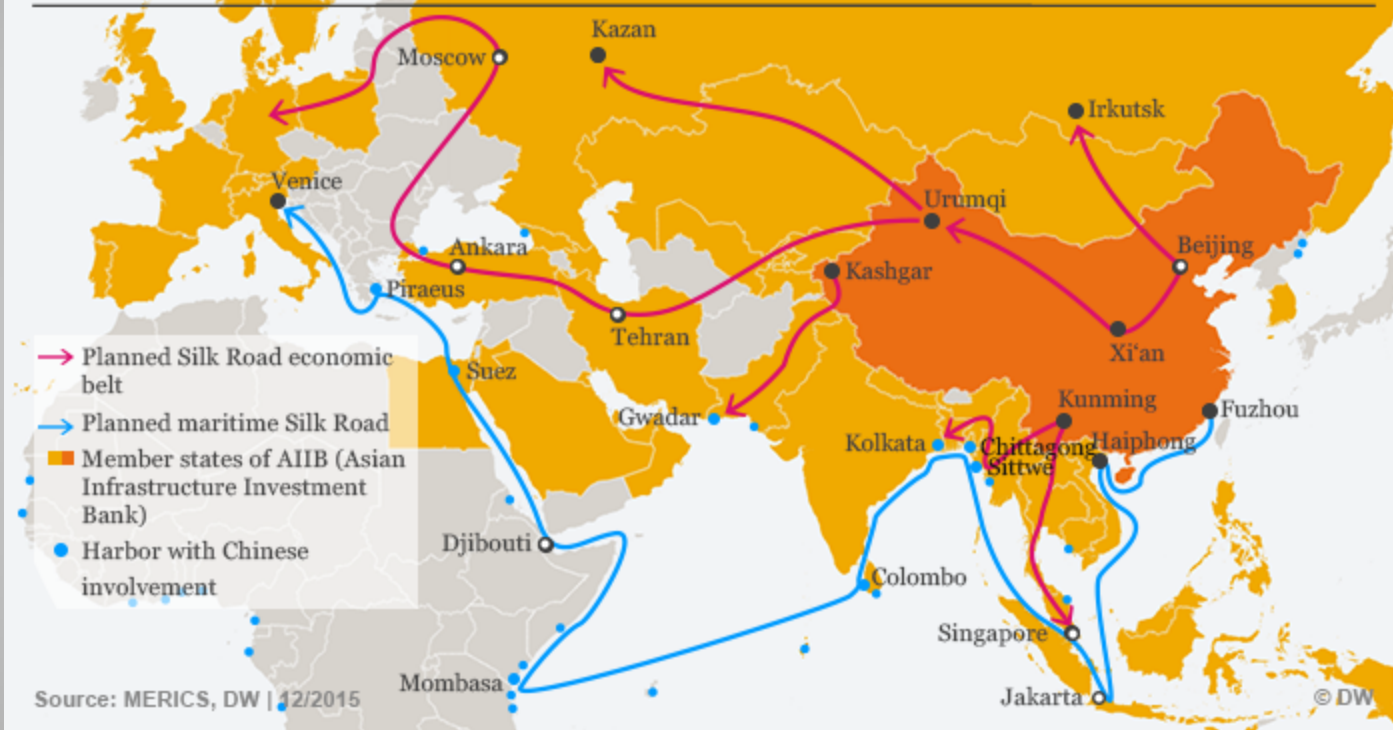 Kazan
Moscow
Irkutsk
Venice
Urumqi
Ankara
Beijing
Kashgar
Piraeus
Tehran
Xi‘an
Planned Silk Road economic
belt
Suez
Kunming
Gwadar
Fuzhou
Planned maritime Silk Road
Kolkata
Chittagong
Haiphong
Sittwe
Member states of AIIB (Asian
Infrastructure Investment
Bank)
Harbor with Chinese
involvement
Djibouti
Colombo
Singapore
Mombasa
Jakarta
Source: MERICS, DW | 12/2015
© DW